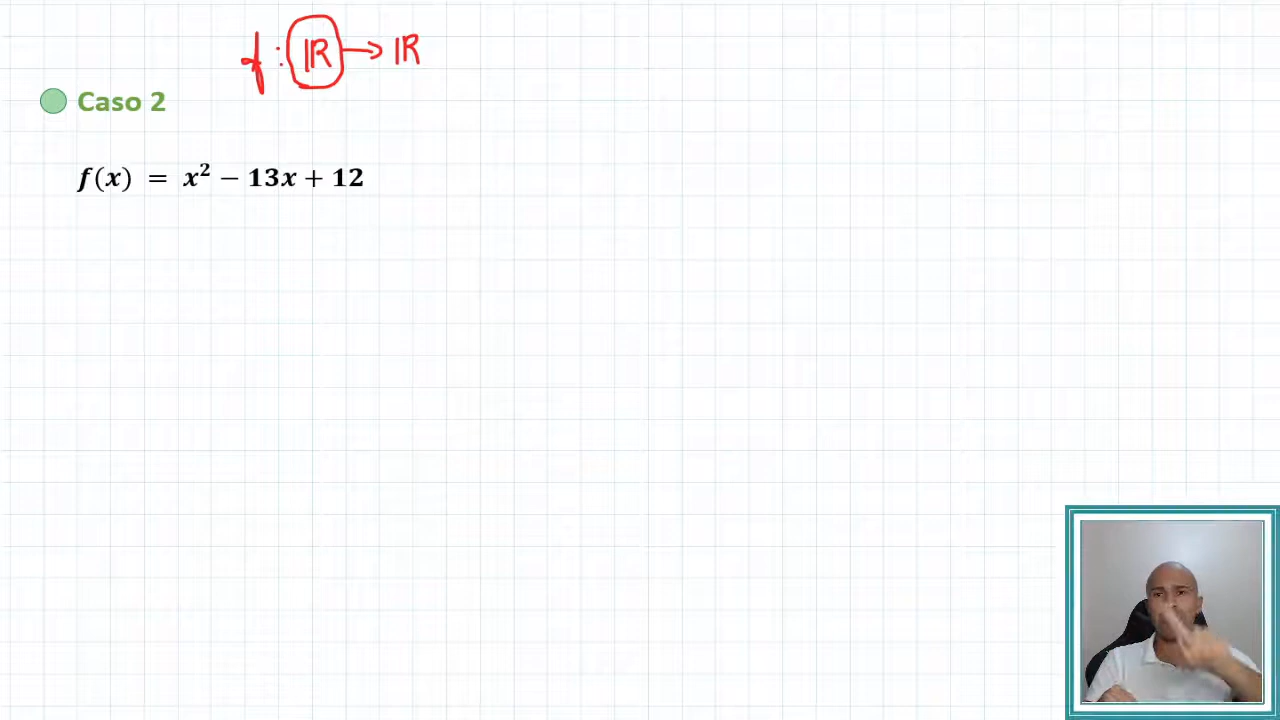 f : ℝ → ℝ
Caso 2
f(x) = x² − 13x + 12